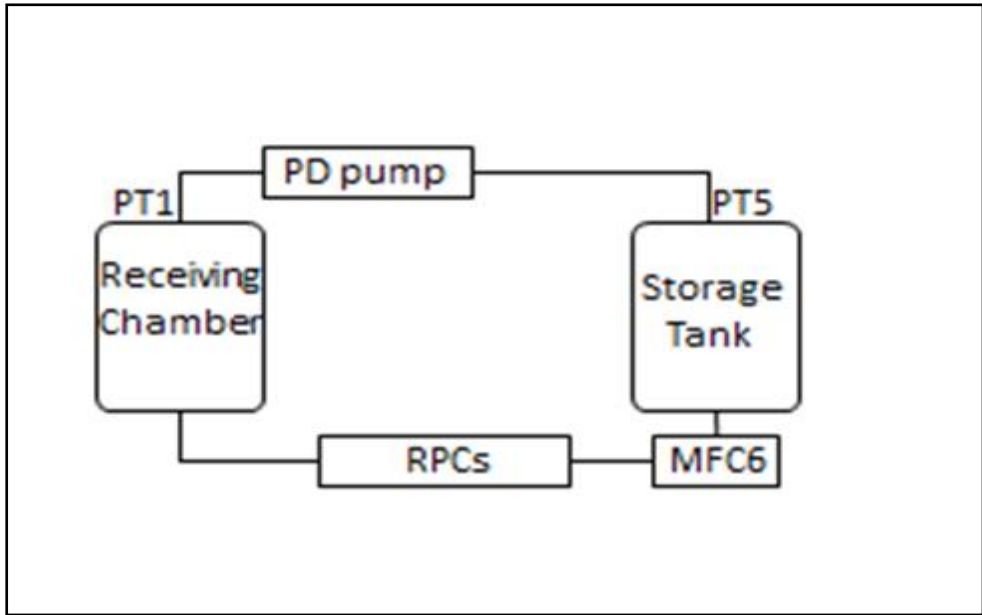 PD pump
PT1
PT5
Receiving
Chamber
Storage
Tank
RPCs
MFC6